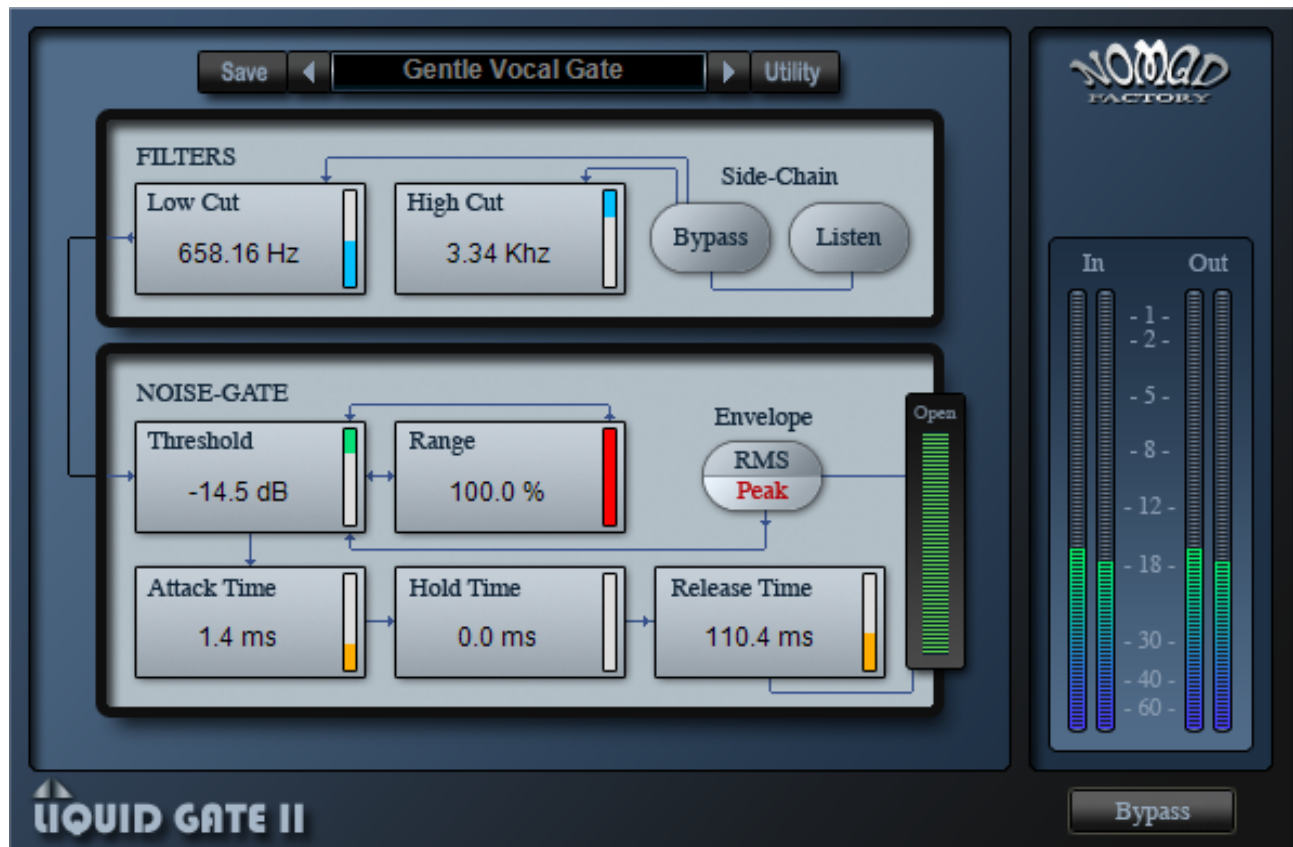 Save
Gentle Vocal Gate
Utility
NOMAD
FACTORY
FILTERS
Side-Chain
Low Cut
658.16 Hz
High Cut
3.34 Khz
Bypass
Listen
In
Out
- 1 -
- 2 -
- 5 -
- 8 -
- 12 -
- 18 -
- 30 -
- 40 -
- 60 -
NOISE-GATE
Threshold
-14.5 dB
Range
100.0 %
Envelope
RMS
Peak
Open
Attack Time
1.4 ms
Hold Time
0.0 ms
Release Time
110.4 ms
LIQUID GATE II
Bypass